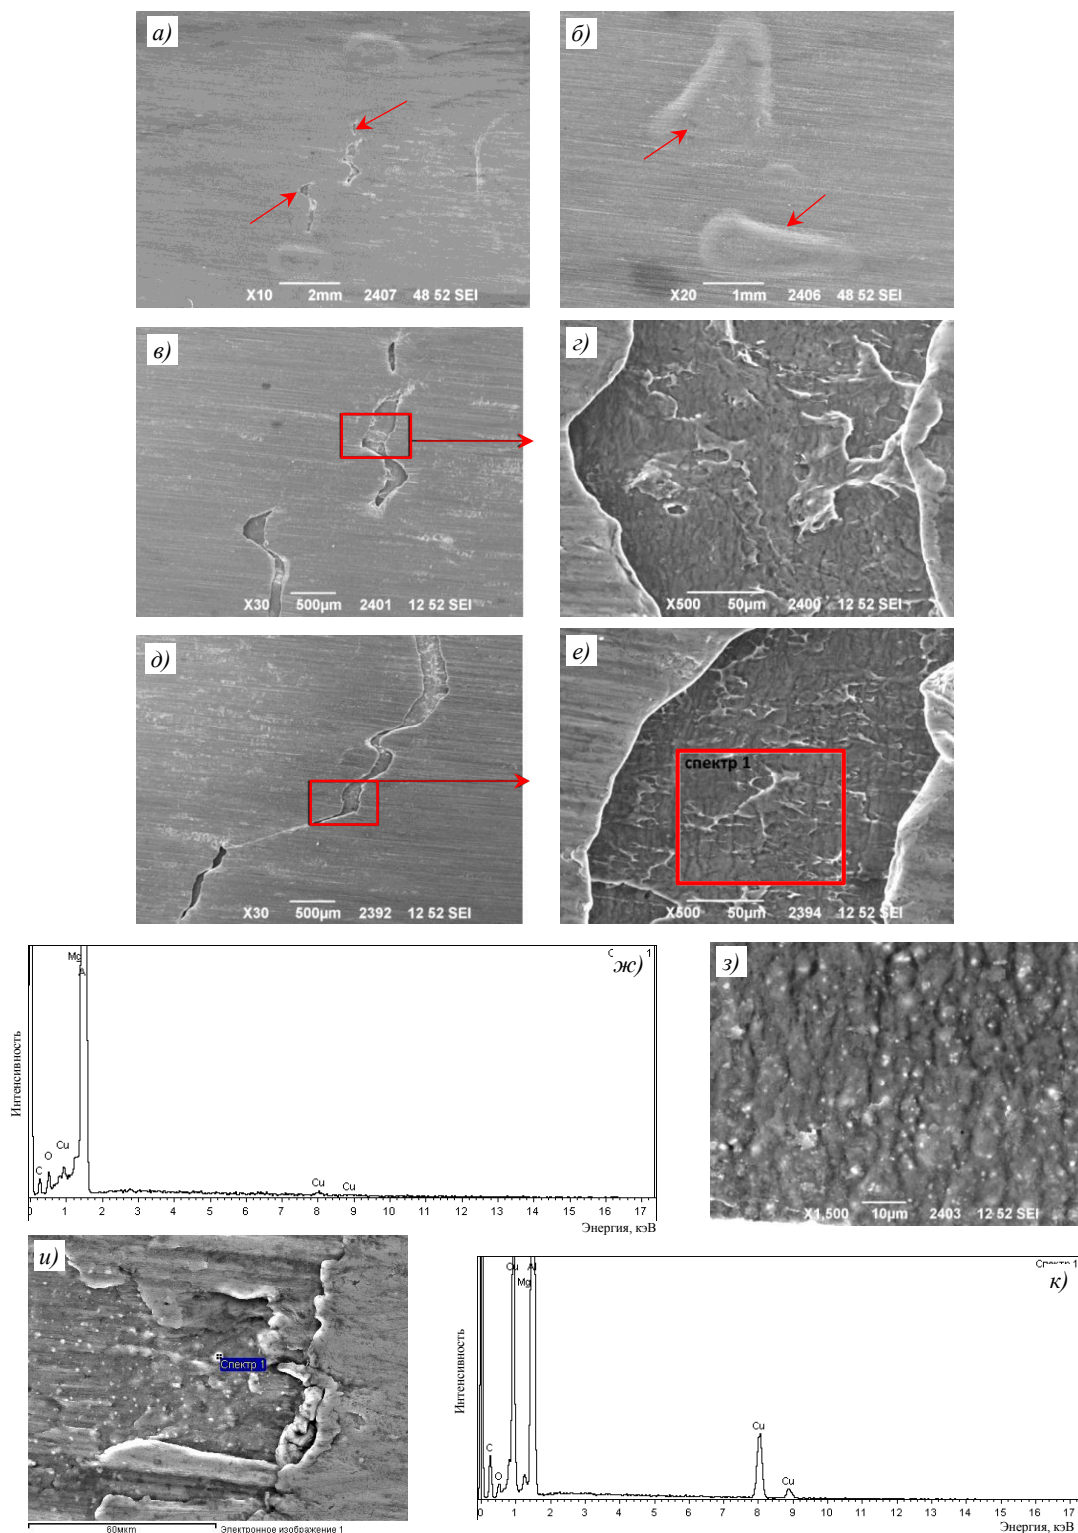 а)
X10 2mm 2407 48 52 SEI
б)
X20 1mm 2406 48 52 SEI
в)
X30 500µm 2401 12 52 SEI
г)
X500 50µm 2400 12 52 SEI
д)
X30 500µm 2392 12 52 SEI
е)
спектр 1
X500 50µm 2394 12 52 SEI
ж)
1
Mg
Интенсивность
C O Cu Cu Cu
1 2 3 4 5 6 7 8 9 10 11 12 13 14 15 16 17
Энергия, кэВ
з)
X1,500 10µm 2403 12 52 SEI
и)
Спектр 1
60мкм Электронное изображение 1
к)
Спектр 1
Cu Al
Mg
Интенсивность
C O Cu Cu
0 1 2 3 4 5 6 7 8 9 10 11 12 13 14 15 16 17
Энергия, кэВ